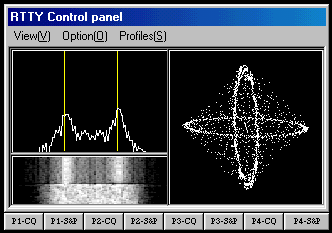 RTTY Control panel
View(V) Option(O) Profiles(S)
P1-CQ P1-S&P P2-CQ P2-S&P P3-CQ P3-S&P P4-CQ P4-S&P